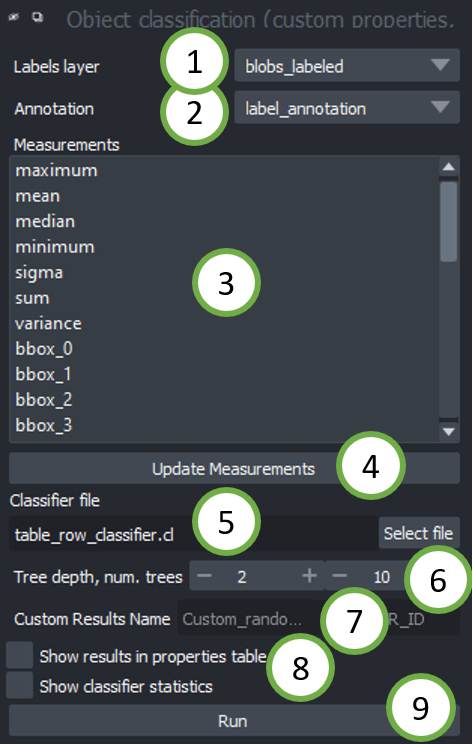 Object classification (custom properties,
Labels layer 1 blobs_labeled
Annotation 2 label_annotation
Measurements
maximum
mean
median
minimum
sigma
sum
variance
bbox_0
bbox_1
bbox_2
bbox_3
3
Update Measurements 4
Classifier file
5
table_row_classifier.cl Select file
Tree depth, num. trees − 2 + − 10 6
Custom Results Name Custom_rando... 7 R_ID
Show results in properties table
8
Show classifier statistics
Run 9